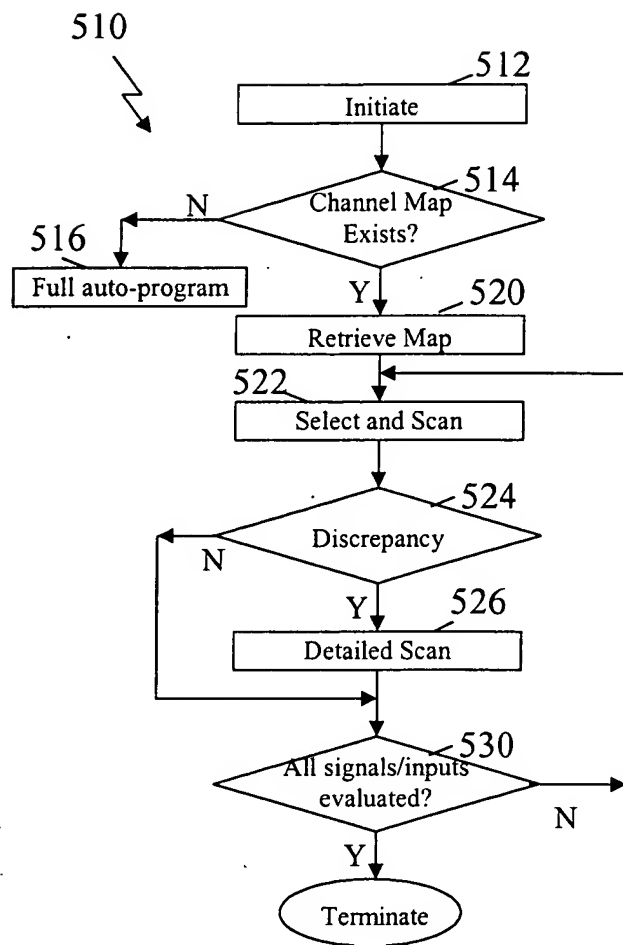 510
512
Initiate
514
N
Channel Map
Exists?
516
Full auto-program
Y
520
Retrieve Map
522
Select and Scan
524
Discrepancy
N
Y
526
Detailed Scan
530
All signals/inputs
evaluated?
N
Y
Terminate